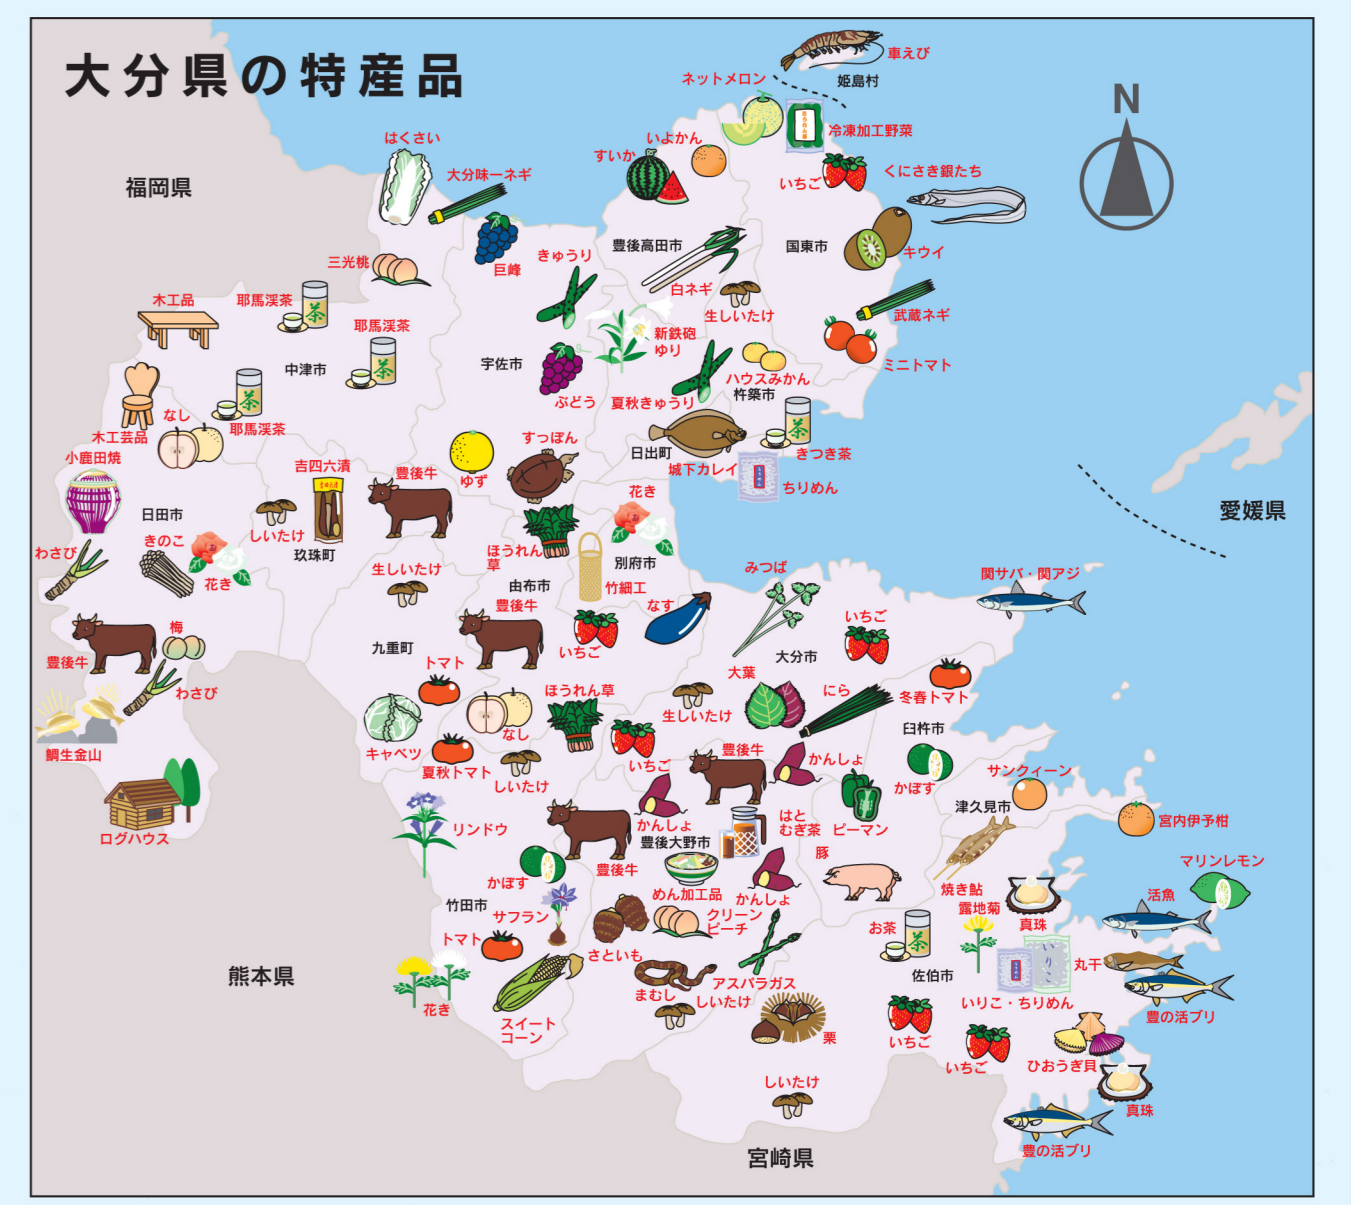 大分県の特産品
車えび
姫島村
ネットメロン
冷凍加工野菜
N
はくさい
いよかん
すいか
いちご
くにさき銀たち
大分味一ネギ
福岡県
豊後高田市
国東市
キウイ
巨峰
きゅうり
三光桃
白ネギ
生しいたけ
武蔵ネギ
木工品
耶馬渓茶
耶馬渓茶
新鉄砲
ゆり
中津市
宇佐市
ミニトマト
ハウスみかん
杵築市
ぶどう
夏秋きゅうり
木工芸品
なし
耶馬渓茶
すっぽん
日出町
きつき茶
小鹿田焼
吉四六漬
豊後牛
ゆず
城下カレイ
ちりめん
花き
愛媛県
日田市
しいたけ
玖珠町
わさび
きのこ
花き
ほうれん
草
別府市
生しいたけ
由布市
竹細工
みつば
関サバ・関アジ
豊後牛
なす
いちご
梅
豊後牛
九重町
いちご
大分市
トマト
わさび
ほうれん草
大葉
にら
冬春トマト
生しいたけ
臼杵市
鯛生金山
キャベツ
なし
夏秋トマト
しいたけ
いちご
豊後牛
かんしょ
かぼす
サンクィーン
ログハウス
リンドウ
かんしょ
はと
むぎ茶
ピーマン
津久見市
宮内伊予柑
豊後大野市
豚
マリンレモン
かぼす
豊後牛
めん加工品
かんしょ
焼き鮎
露地菊
真珠
活魚
竹田市
サフラン
クリーン
ピーチ
お茶
トマト
さといも
丸干
熊本県
佐伯市
花き
まむし
アスパラガス
しいたけ
いりこ・ちりめん
豊の活ブリ
スイート
コーン
栗
いちご
いちご
ひおうぎ貝
しいたけ
真珠
豊の活ブリ
宮崎県